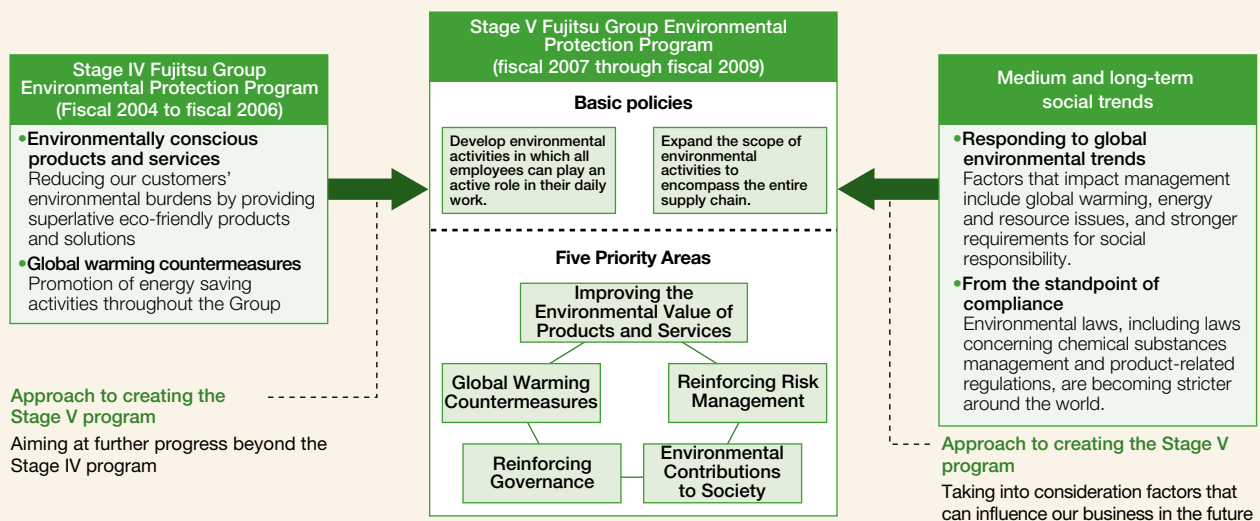 Stage IV Fujitsu Group
Environmental Protection Program
(Fiscal 2004 to fiscal 2006)
•Environmentally conscious
products and services
Reducing our customers’
environmental burdens by providing
superlative eco-friendly products
and solutions
•Global warming countermeasures
Promotion of energy saving
activities throughout the Group
Approach to creating the
Stage V program
Aiming at further progress beyond the
Stage IV program
Stage V Fujitsu Group Environmental
Protection Program
(fiscal 2007 through fiscal 2009)
Basic policies
Develop environmental
activities in which all
employees can play an
active role in their daily
work.
Expand the scope of
environmental
activities to
encompass the entire
supply chain.
Five Priority Areas
Improving the
Environmental Value of
Products and Services
Global Warming
Countermeasures
Reinforcing Risk
Management
Reinforcing
Governance
Environmental
Contributions
to Society
Medium and long-term
social trends
•Responding to global
environmental trends
Factors that impact management
include global warming, energy
and resource issues, and stronger
requirements for social
responsibility.
•From the standpoint of
compliance
Environmental laws, including laws
concerning chemical substances
management and product-related
regulations, are becoming stricter
around the world.
Approach to creating the Stage V
program
Taking into consideration factors that
can influence our business in the future